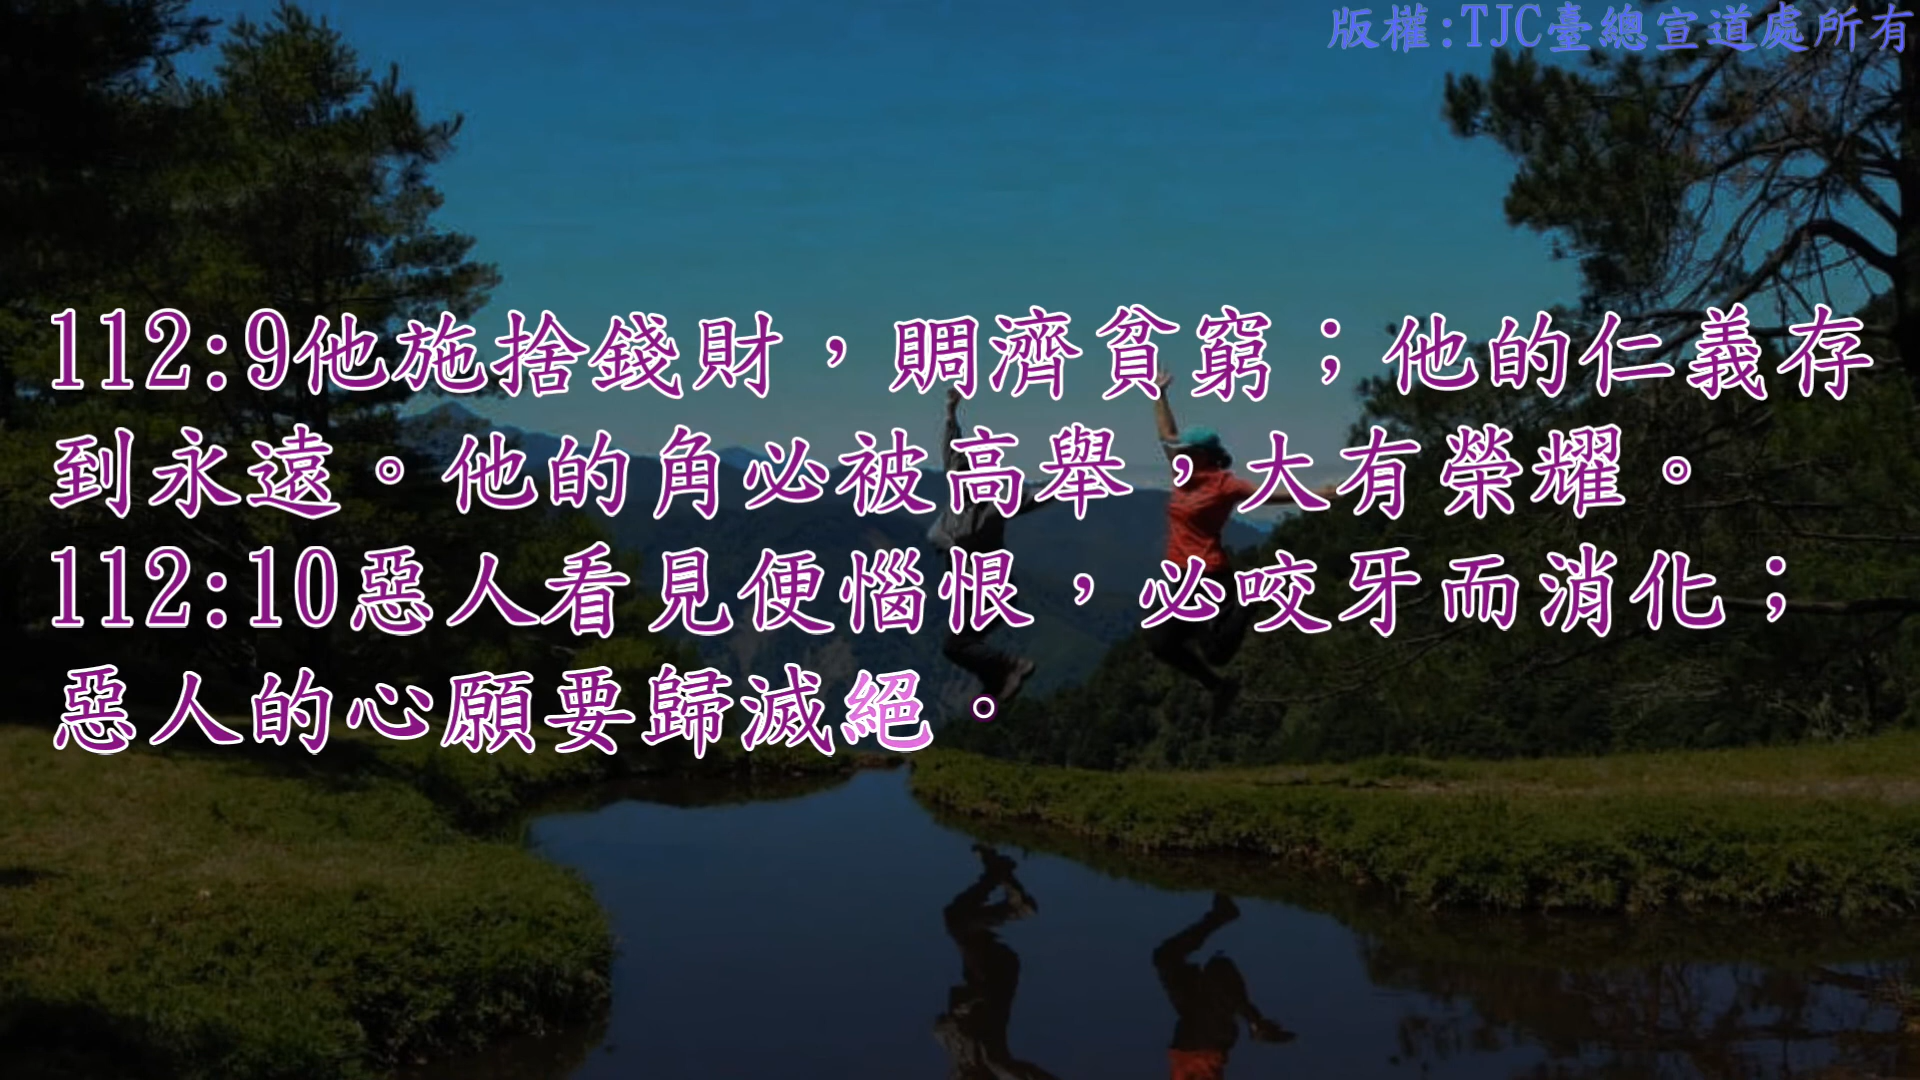 版權:TJC臺總宣道處所有
112:9他施捨錢財，賙濟貧窮；他的仁義存
到永遠。他的角必被高舉，大有榮耀。
112:10惡人看見便惱恨，必咬牙而消化；
惡人的心願要歸滅絕。